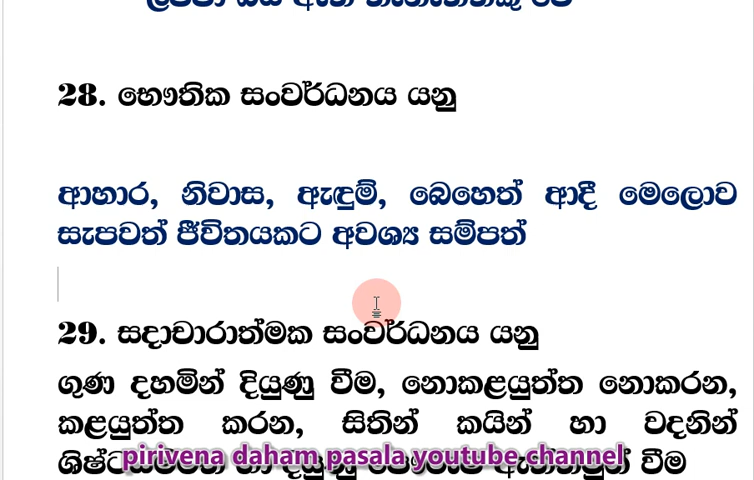 28. භෞතික සංවර්ධනය යනු
ආහාර, නිවාස, ඇඳුම්, බෙහෙත් ආදී මෙලොව
සැපවත් ජීවිතයකට අවශ්‍ය සම්පත්
29. සදාචාරාත්මක සංවර්ධනය යනු
ගුණ දහමින් දියුණු වීම, නොකළයුත්ත නොකරන,
කළයුත්ත කරන, සිතින් කයින් හා වදනින්
වීම
pirivena daham pasala youtube channel